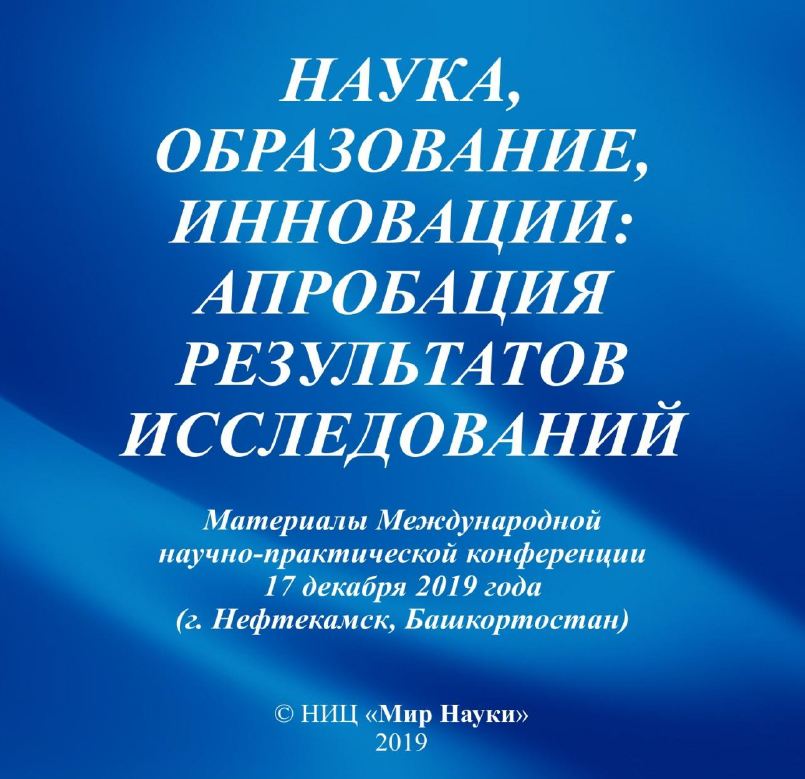 НАУКА,
ОБРАЗОВАНИЕ,
ИННОВАЦИИ:
АПРОБАЦИЯ
РЕЗУЛЬТАТОВ
ИССЛЕДОВАНИЙ
Материалы Международной
научно-практической конференции
17 декабря 2019 года
(г. Нефтекамск, Башкортостан)
© НИЦ «Мир Науки»
2019